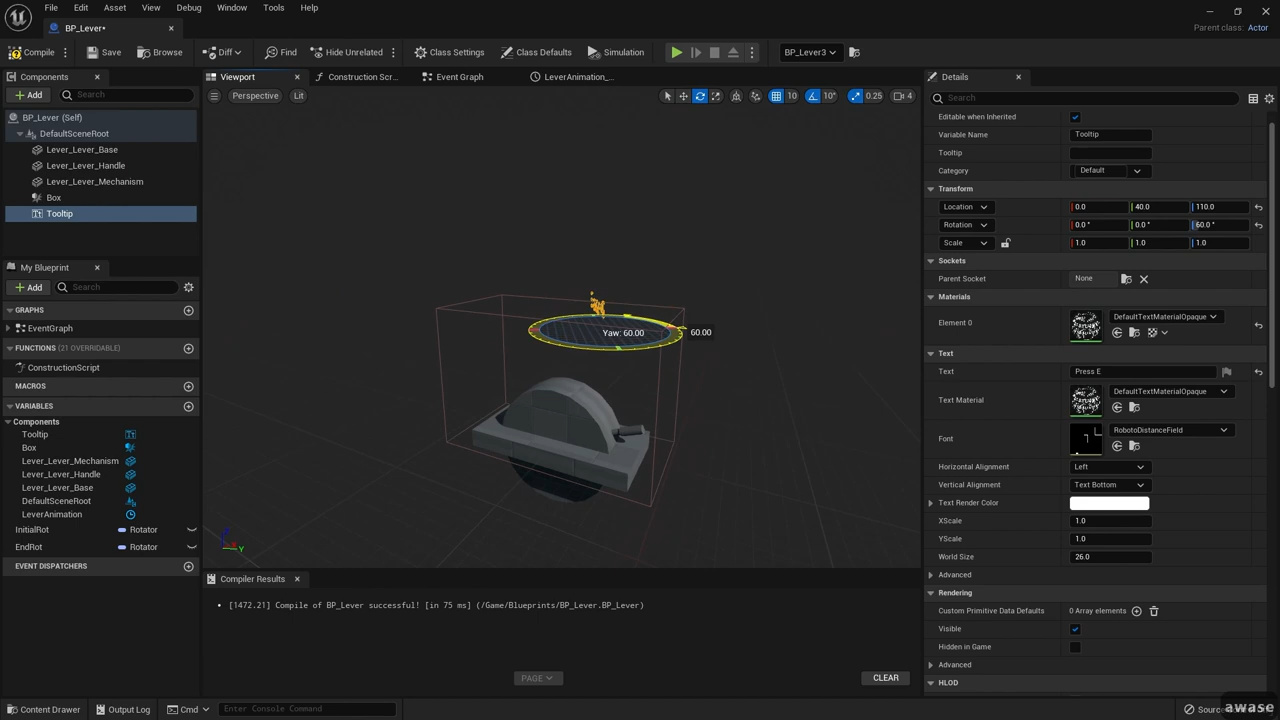 File Edit Asset View Debug Window Tools Help
BP_Lever•
Parent class: Actor
Compile Save Browse Diff Find Hide Unrelated Class Settings Class Defaults Simulation BP_Lever3
Components
Add Search
BP_Lever (Self)
DefaultSceneRoot
Lever_Lever_Base
Lever_Lever_Handle
Lever_Lever_Mechanism
Box
Tooltip
My Blueprint
Add Search
GRAPHS
EventGraph
FUNCTIONS (21 OVERRIDABLE)
ConstructionScript
MACROS
VARIABLES
Components
Tooltip
Box
Lever_Lever_Mechanism
Lever_Lever_Handle
Lever_Lever_Base
DefaultSceneRoot
LeverAnimation
InitialRot Rotator
EndRot Rotator
EVENT DISPATCHERS
Viewport Construction Scr... Event Graph LeverAnimation_...
Perspective Lit 10 10° 0.25 4
Yaw: 60.00 60.00
X Y
Compiler Results
[1472.21] Compile of BP_Lever successful! [in 75 ms] (/Game/Blueprints/BP_Lever.BP_Lever)
PAGE CLEAR
Details
Search
Editable when Inherited
Variable Name Tooltip
Tooltip
Category Default
Transform
Location 0.0 40.0 110.0
Rotation 0.0° 0.0° 60.0°
Scale 1.0 1.0 1.0
Sockets
Parent Socket None
Materials
Element 0 DefaultTextMaterialOpaque
Text
Text Press E
Text Material DefaultTextMaterialOpaque
Font RobotoDistanceField
Horizontal Alignment Left
Vertical Alignment Text Bottom
Text Render Color
XScale 1.0
YScale 1.0
World Size 26.0
Advanced
Rendering
Custom Primitive Data Defaults 0 Array elements
Visible
Hidden in Game
Advanced
HLOD
Content Drawer Output Log Cmd Enter Console Command
awase